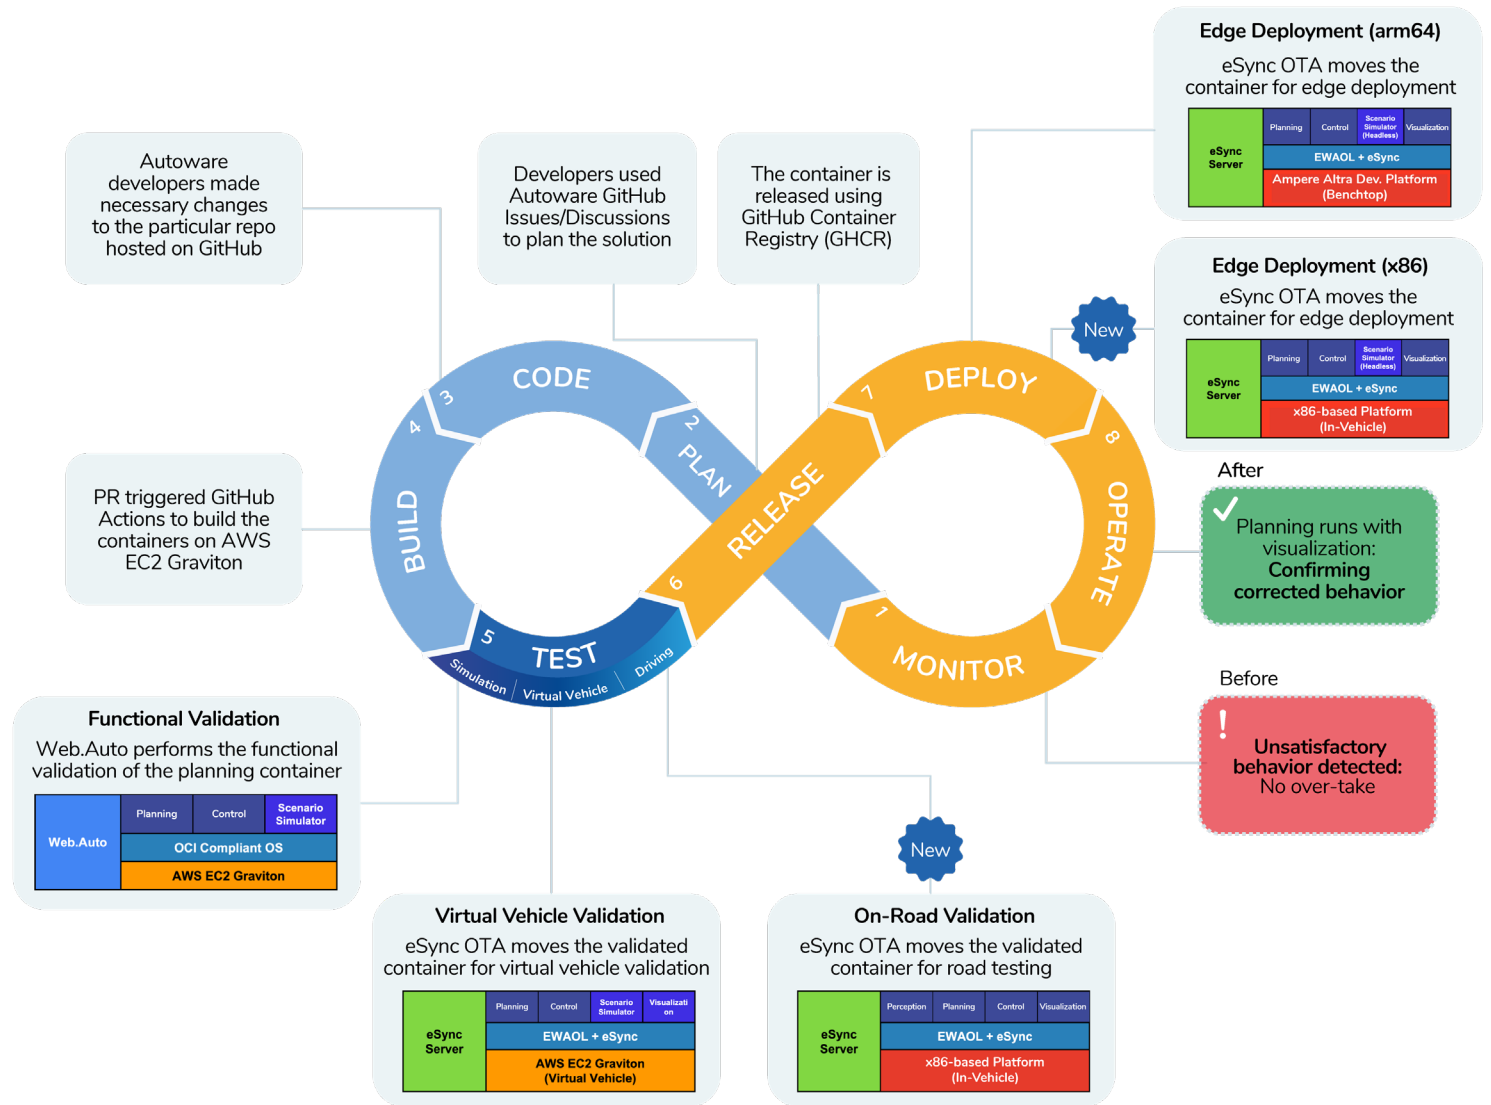 Edge Deployment (arm64)
eSync OTA moves the
container for edge deployment
eSync
Server
Planning
Control
Scenario
Simulator
(Headless)
Visualization
EWAOL + eSync
Ampere Altra Dev. Platform
(Benchtop)
Autoware
developers made
necessary changes
to the particular repo
hosted on GitHub
Developers used
Autoware GitHub
Issues/Discussions
to plan the solution
The container is
released using
GitHub Container
Registry (GHCR)
Edge Deployment (x86)
eSync OTA moves the
container for edge deployment
eSync
Server
Planning
Control
Scenario
Simulator
(Headless)
Visualization
EWAOL + eSync
x86-based Platform
(In-Vehicle)
New
3
CODE
2
PLAN
7
DEPLOY
8
OPERATE
4
BUILD
RELEASE
6
5
TEST
Simulation
Virtual Vehicle
Driving
1
MONITOR
PR triggered GitHub
Actions to build the
containers on AWS
EC2 Graviton
After
Planning runs with
visualization:
Confirming
corrected behavior
Before
!
Unsatisfactory
behavior detected:
No over-take
Functional Validation
Web.Auto performs the functional
validation of the planning container
Web.Auto
Planning
Control
Scenario
Simulator
OCI Compliant OS
AWS EC2 Graviton
New
Virtual Vehicle Validation
eSync OTA moves the validated
container for virtual vehicle validation
eSync
Server
Planning
Control
Scenario
Simulator
Visualizati
on
EWAOL + eSync
AWS EC2 Graviton
(Virtual Vehicle)
On-Road Validation
eSync OTA moves the validated
container for road testing
eSync
Server
Perception
Planning
Control
Visualization
EWAOL + eSync
x86-based Platform
(In-Vehicle)